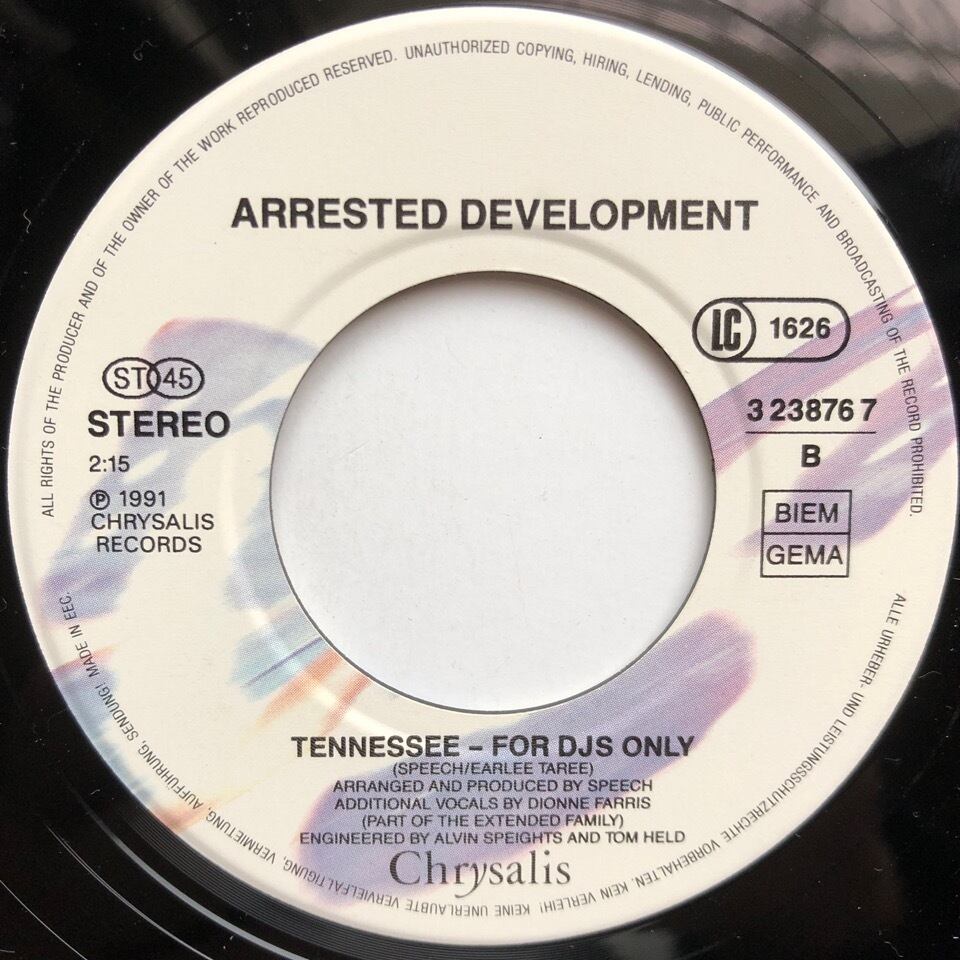 ALL RIGHTS OF THE PRODUCER AND OF THE OWNER OF THE WORK REPRODUCED RESERVED. UNAUTHORIZED COPYING, HIRING, LENDING, PUBLIC PERFORMANCE AND BROADCASTING OF THE RECORD PROHIBITED.
ARRESTED DEVELOPMENT
LC 1626
ST 45
STEREO
2:15
℗ 1991
CHRYSALIS
RECORDS
3 23876 7
B
BIEM
GEMA
TENNESSEE – FOR DJS ONLY
(SPEECH/EARLEE TAREE)
ARRANGED AND PRODUCED BY SPEECH
ADDITIONAL VOCALS BY DIONNE FARRIS
(PART OF THE EXTENDED FAMILY)
ENGINEERED BY ALVIN SPEIGHTS AND TOM HELD
Chrysalis
ALLE URHEBER- UND LEISTUNGSSCHUTZRECHTE VORBEHALTEN. KEIN VERLEIH! KEINE UNERLAUBTE VERVIELFÄLTIGUNG, VERMIETUNG, AUFFÜHRUNG, SENDUNG! MADE IN EEC.